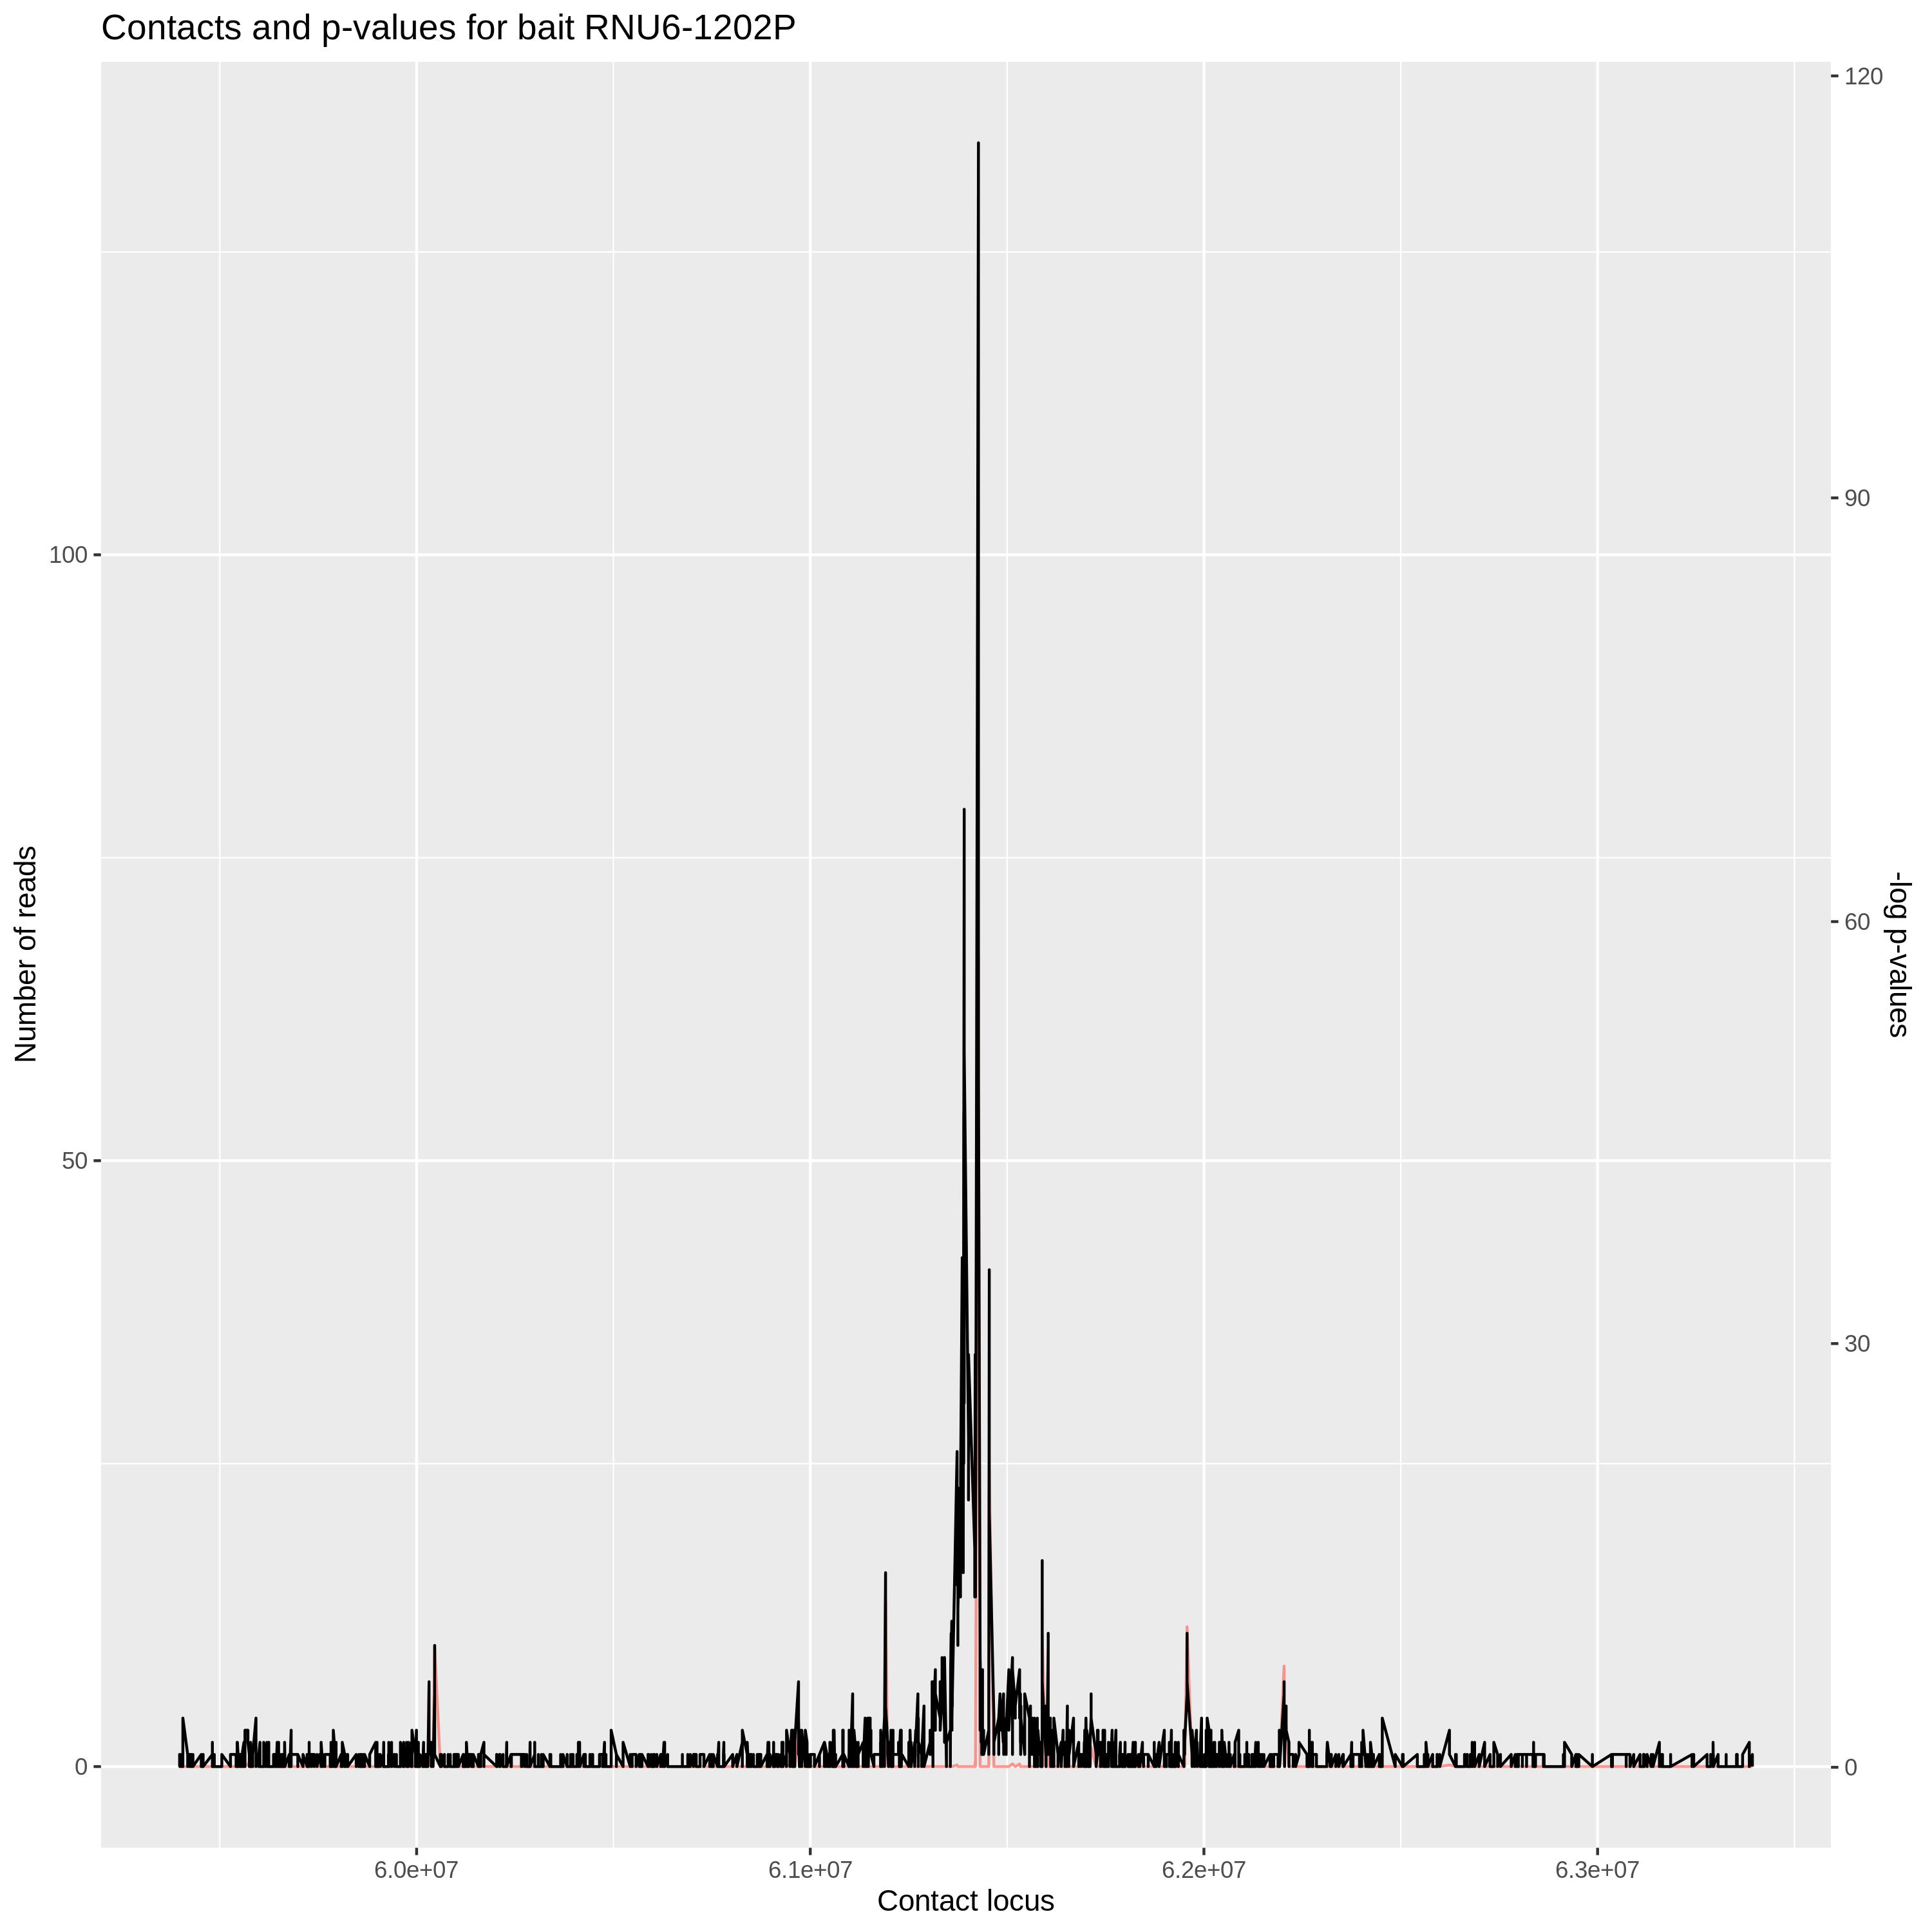 Contacts and p-values for bait RNU6-1202P
Number of reads
100
50
0
120
90
60
30
0
-log p-values
6.0e+07
6.1e+07
6.2e+07
6.3e+07
Contact locus